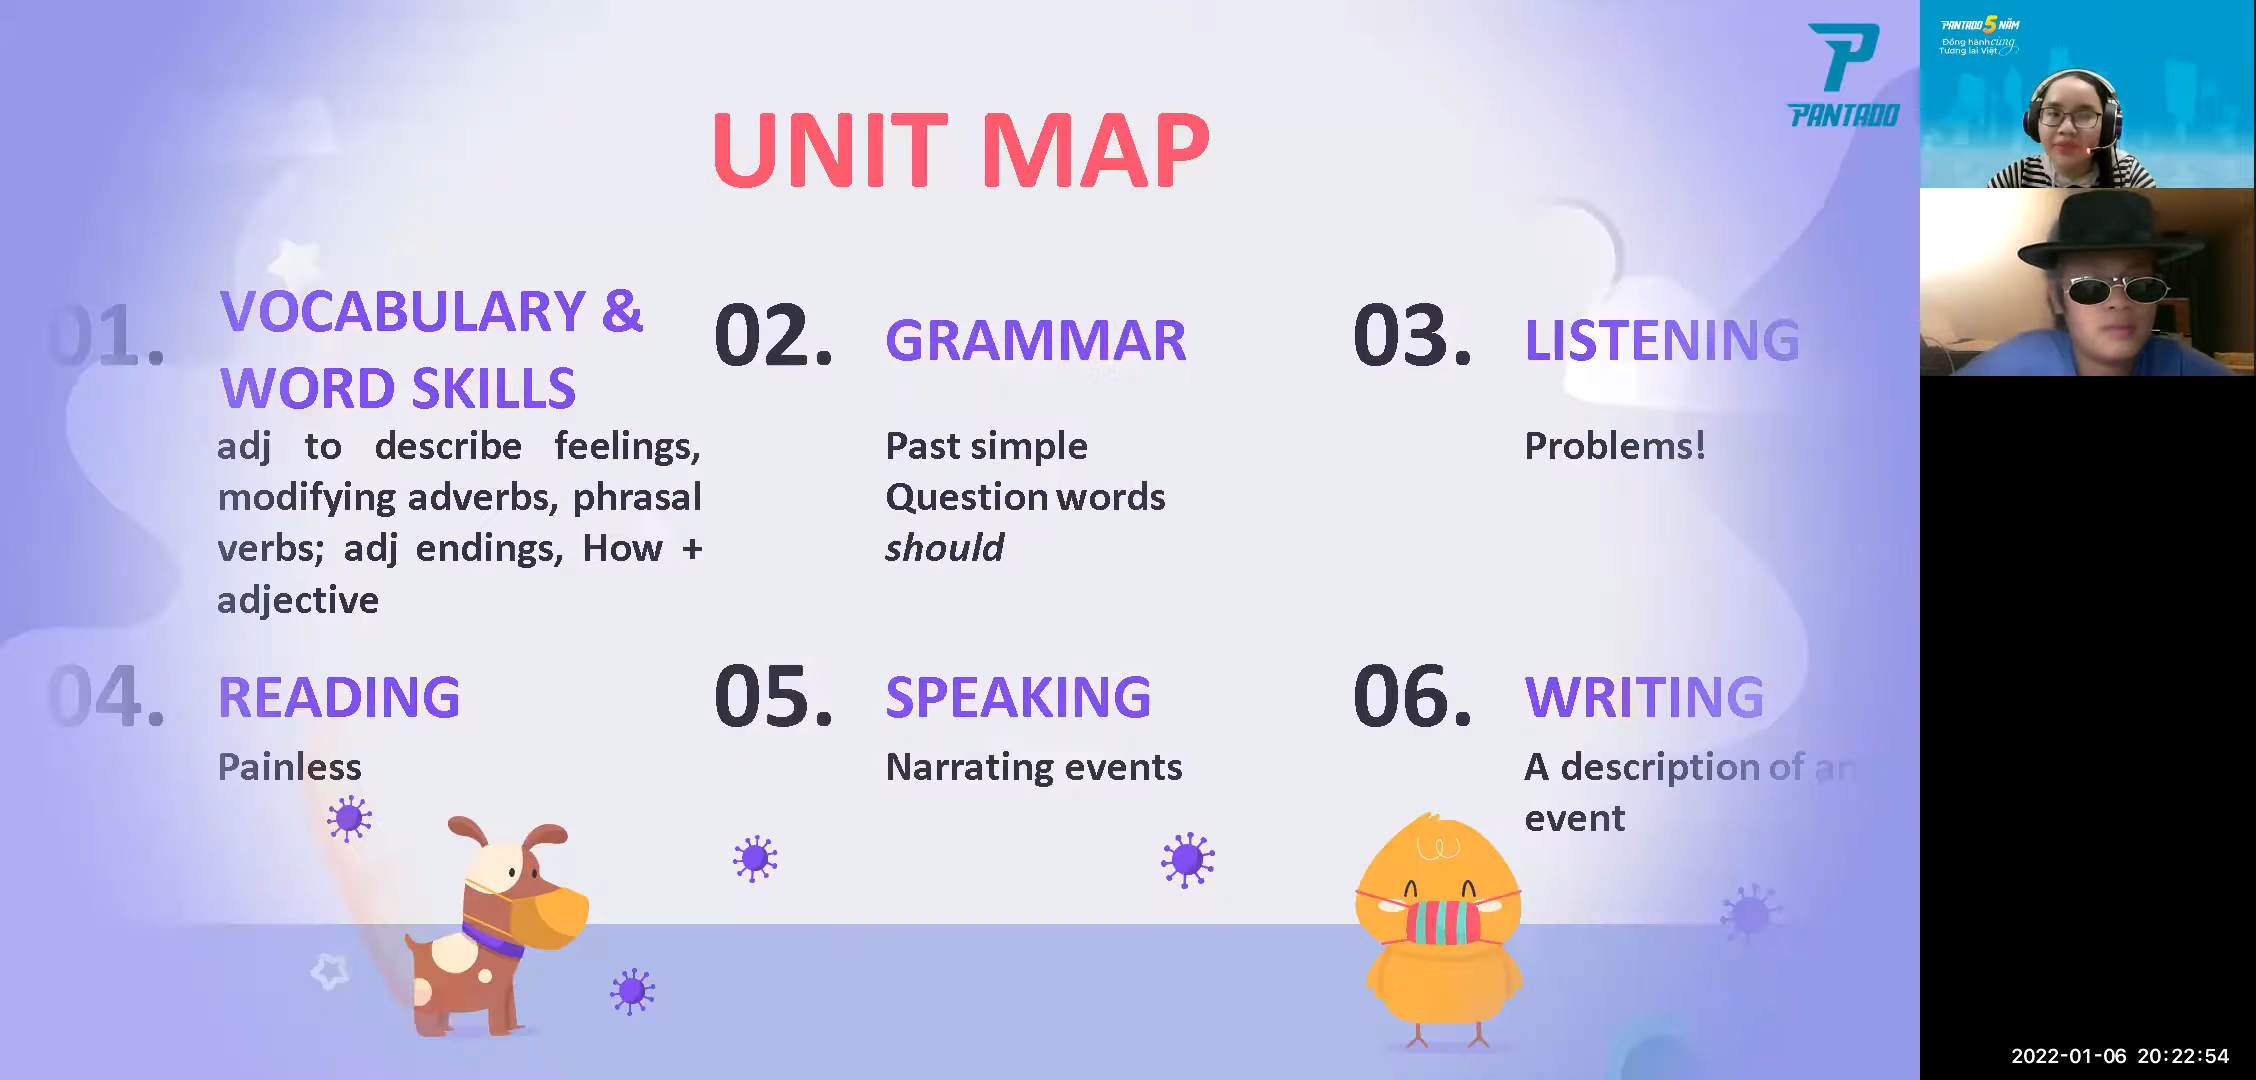 UNIT MAP
PANTADO
01.
VOCABULARY &
WORD SKILLS
adj to describe feelings,
modifying adverbs, phrasal
verbs; adj endings, How +
adjective
02.
GRAMMAR
Past simple
Question words
should
03.
LISTENING
Problems!
04.
READING
Painless
05.
SPEAKING
Narrating events
06.
WRITING
A description of an
event
PANTADO 5 NĂM
Đồng hành cùng
Tương lai Việt
2022-01-06 20:22:54